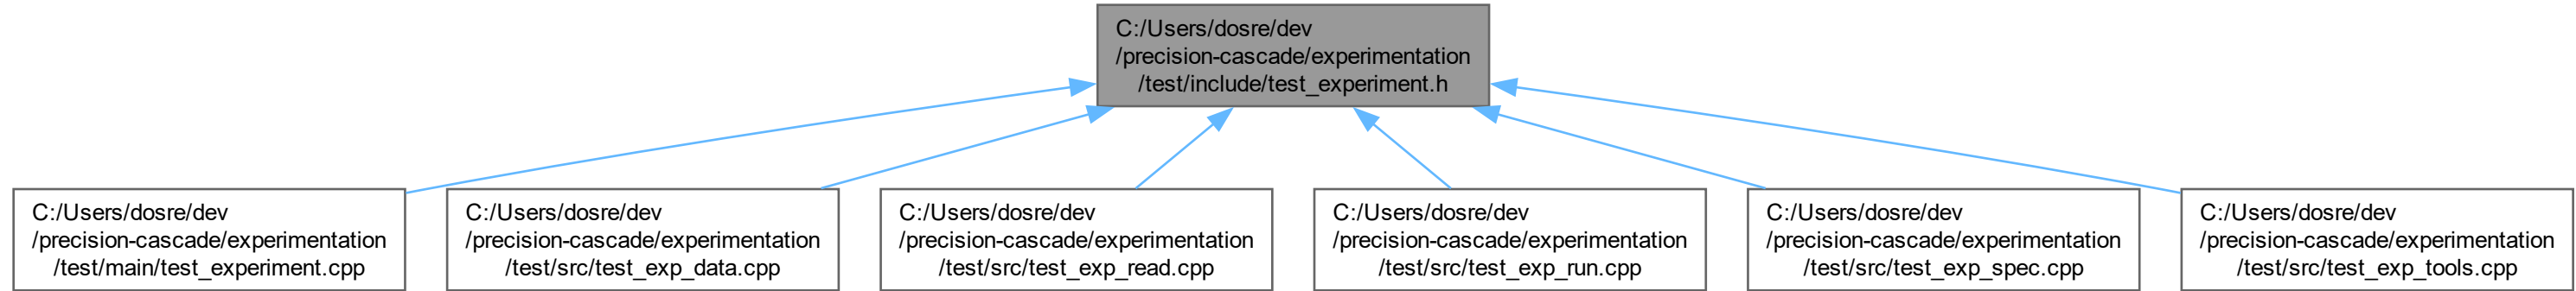 C:/Users/dosre/dev
/precision-cascade/experimentation
/test/include/test_experiment.h
C:/Users/dosre/dev
/precision-cascade/experimentation
/test/main/test_experiment.cpp
C:/Users/dosre/dev
/precision-cascade/experimentation
/test/src/test_exp_data.cpp
C:/Users/dosre/dev
/precision-cascade/experimentation
/test/src/test_exp_read.cpp
C:/Users/dosre/dev
/precision-cascade/experimentation
/test/src/test_exp_run.cpp
C:/Users/dosre/dev
/precision-cascade/experimentation
/test/src/test_exp_spec.cpp
C:/Users/dosre/dev
/precision-cascade/experimentation
/test/src/test_exp_tools.cpp